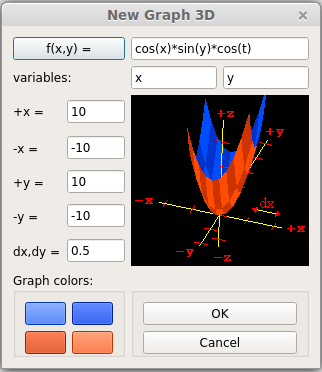 New Graph 3D
f(x,y) = cos(x)*sin(y)*cos(t)
variables: x y
+x = 10
-x = -10
+y = 10
-y = -10
dx,dy = 0.5
+z
+y
-x
dx
+x
-y
-z
Graph colors:
OK
Cancel